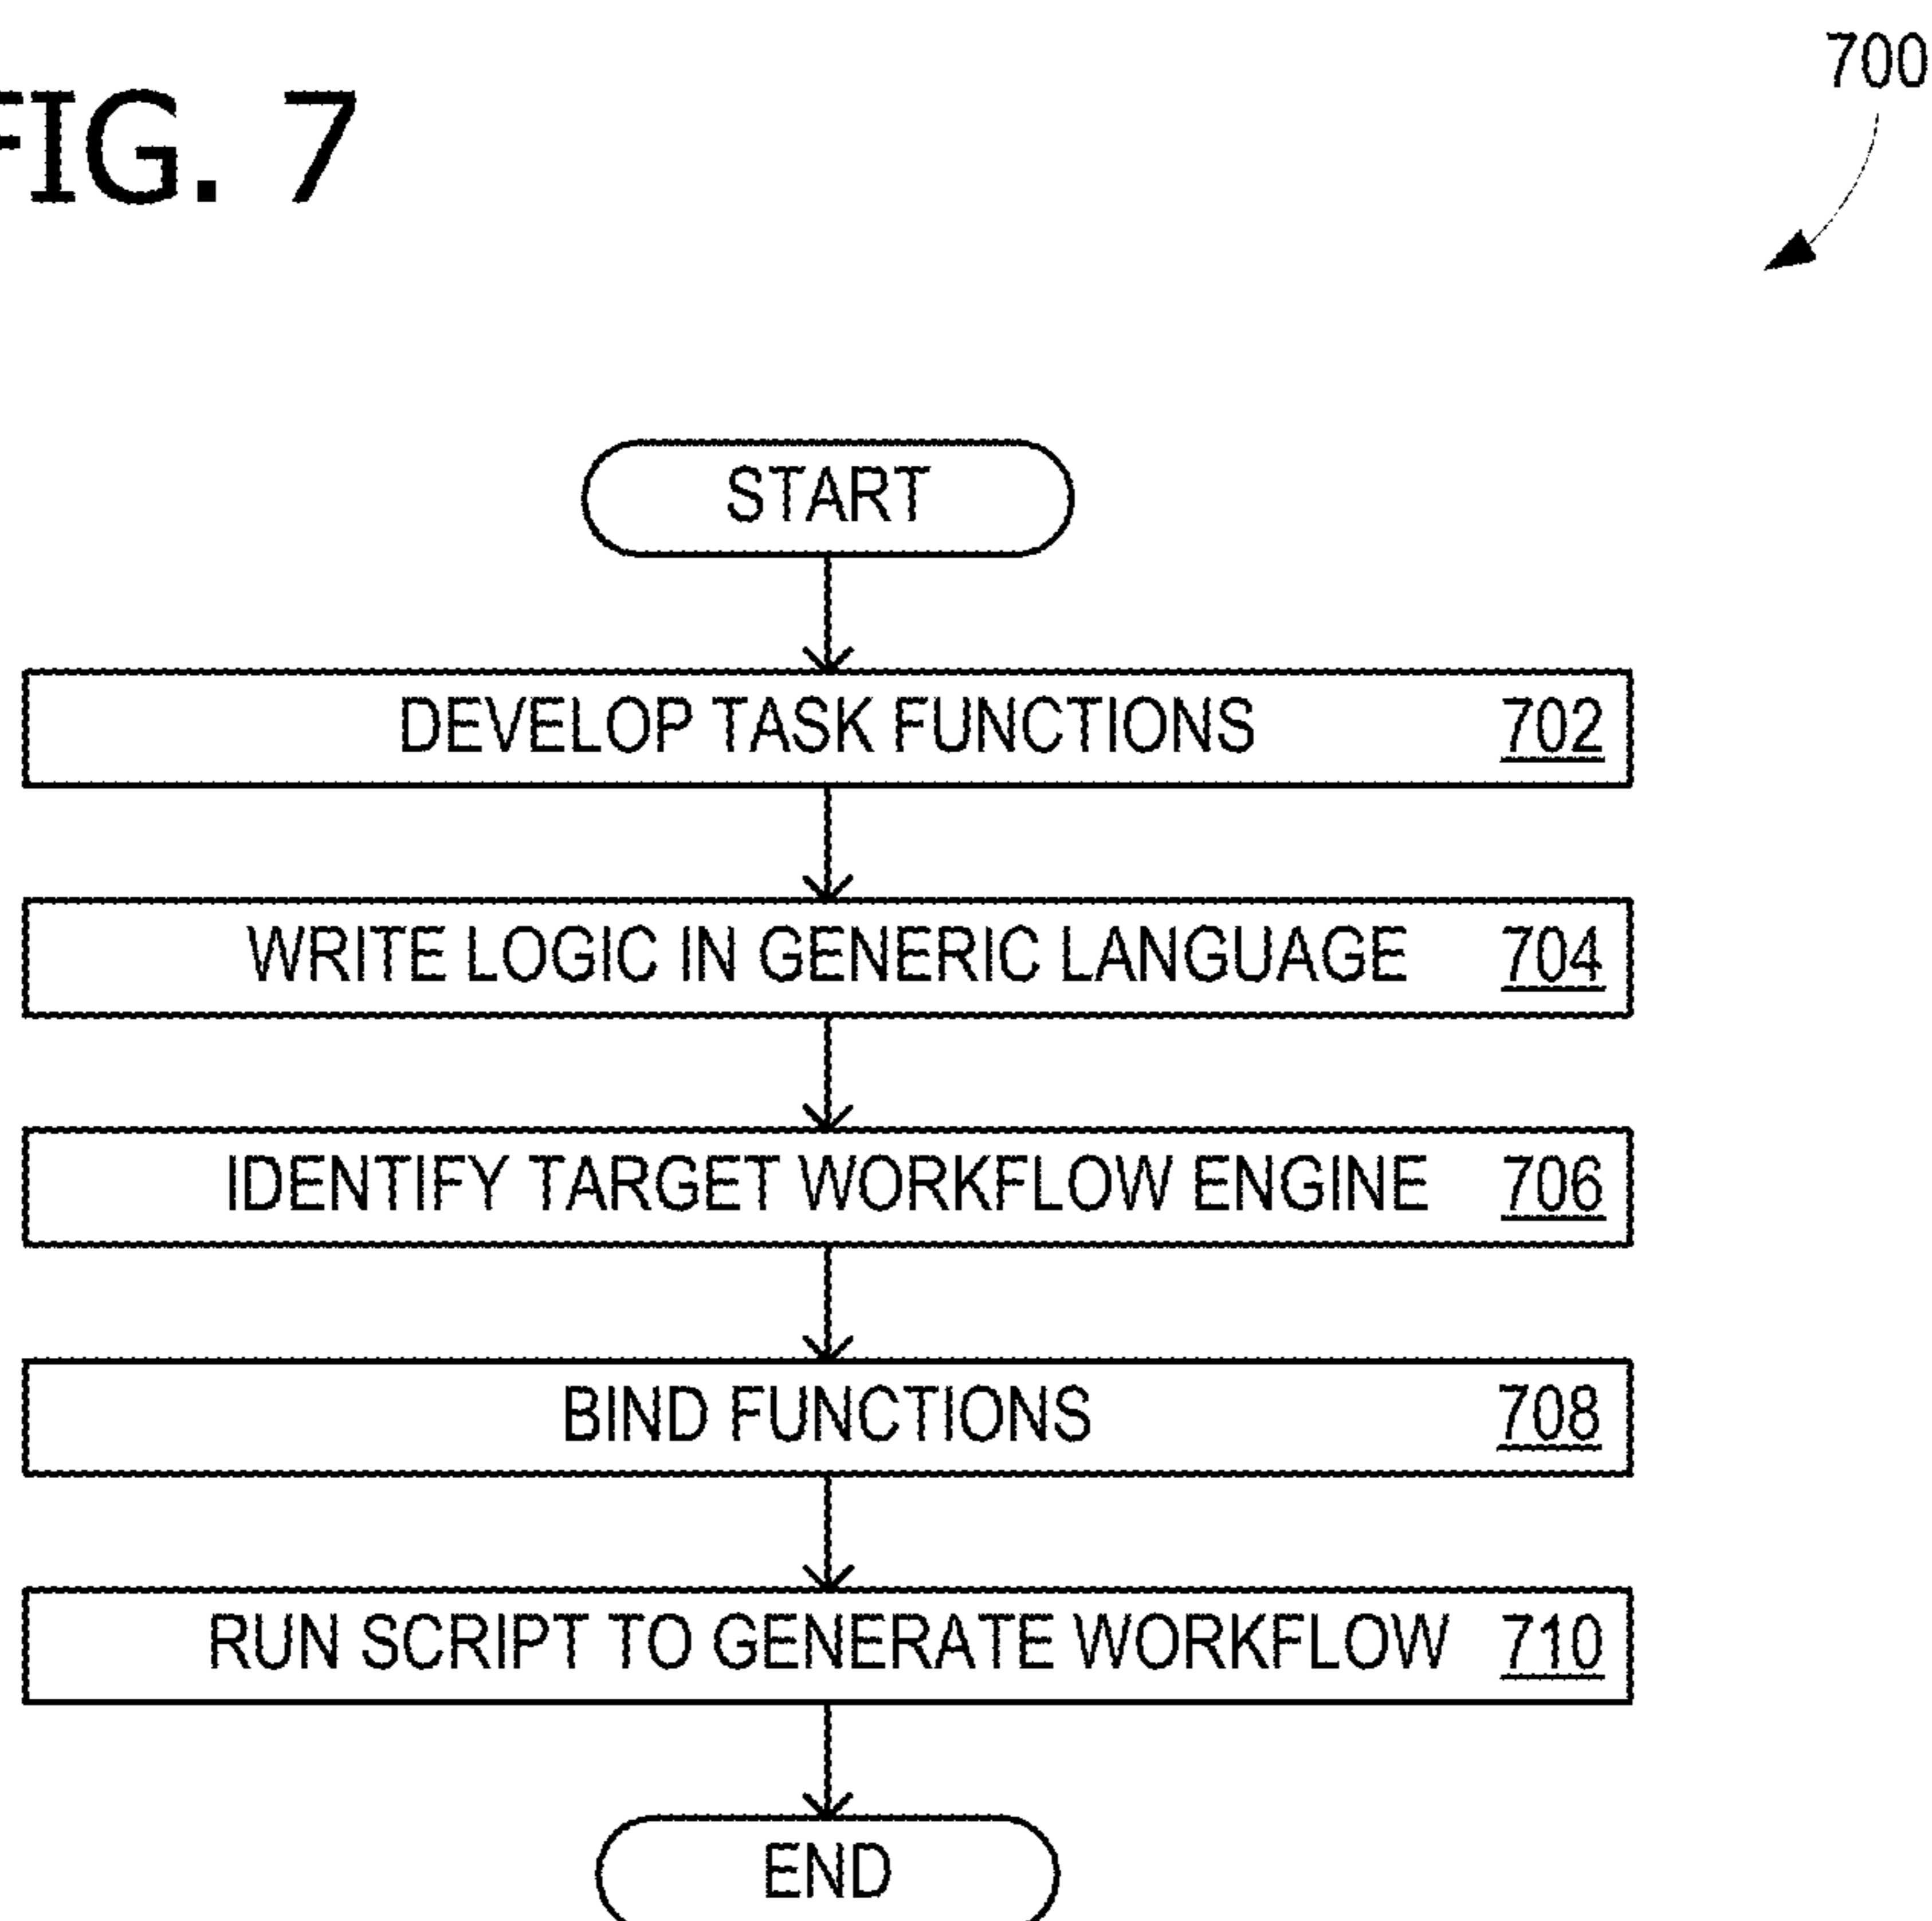 FIG. 7
700
START
DEVELOP TASK FUNCTIONS 702
WRITE LOGIC IN GENERIC LANGUAGE 704
IDENTIFY TARGET WORKFLOW ENGINE 706
BIND FUNCTIONS 708
RUN SCRIPT TO GENERATE WORKFLOW 710
END